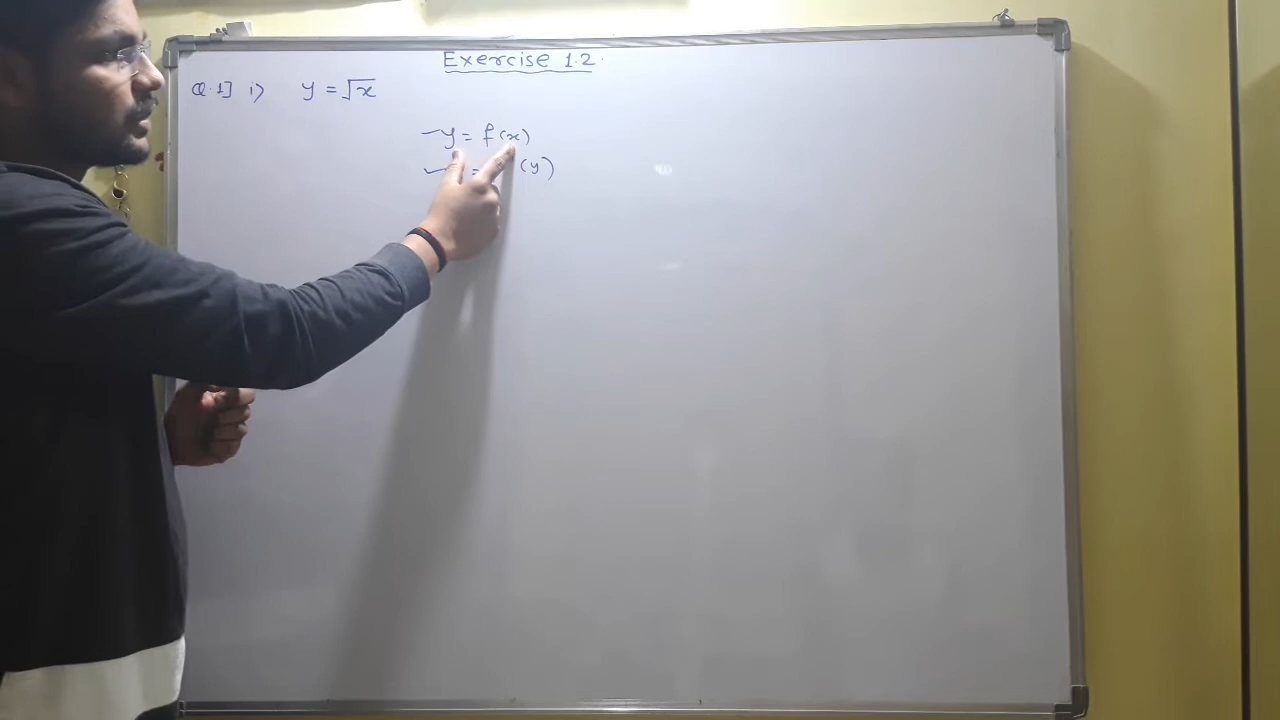 Exercise 1.2.
Q.1] i) y = √x
y = f(x)
= (y)